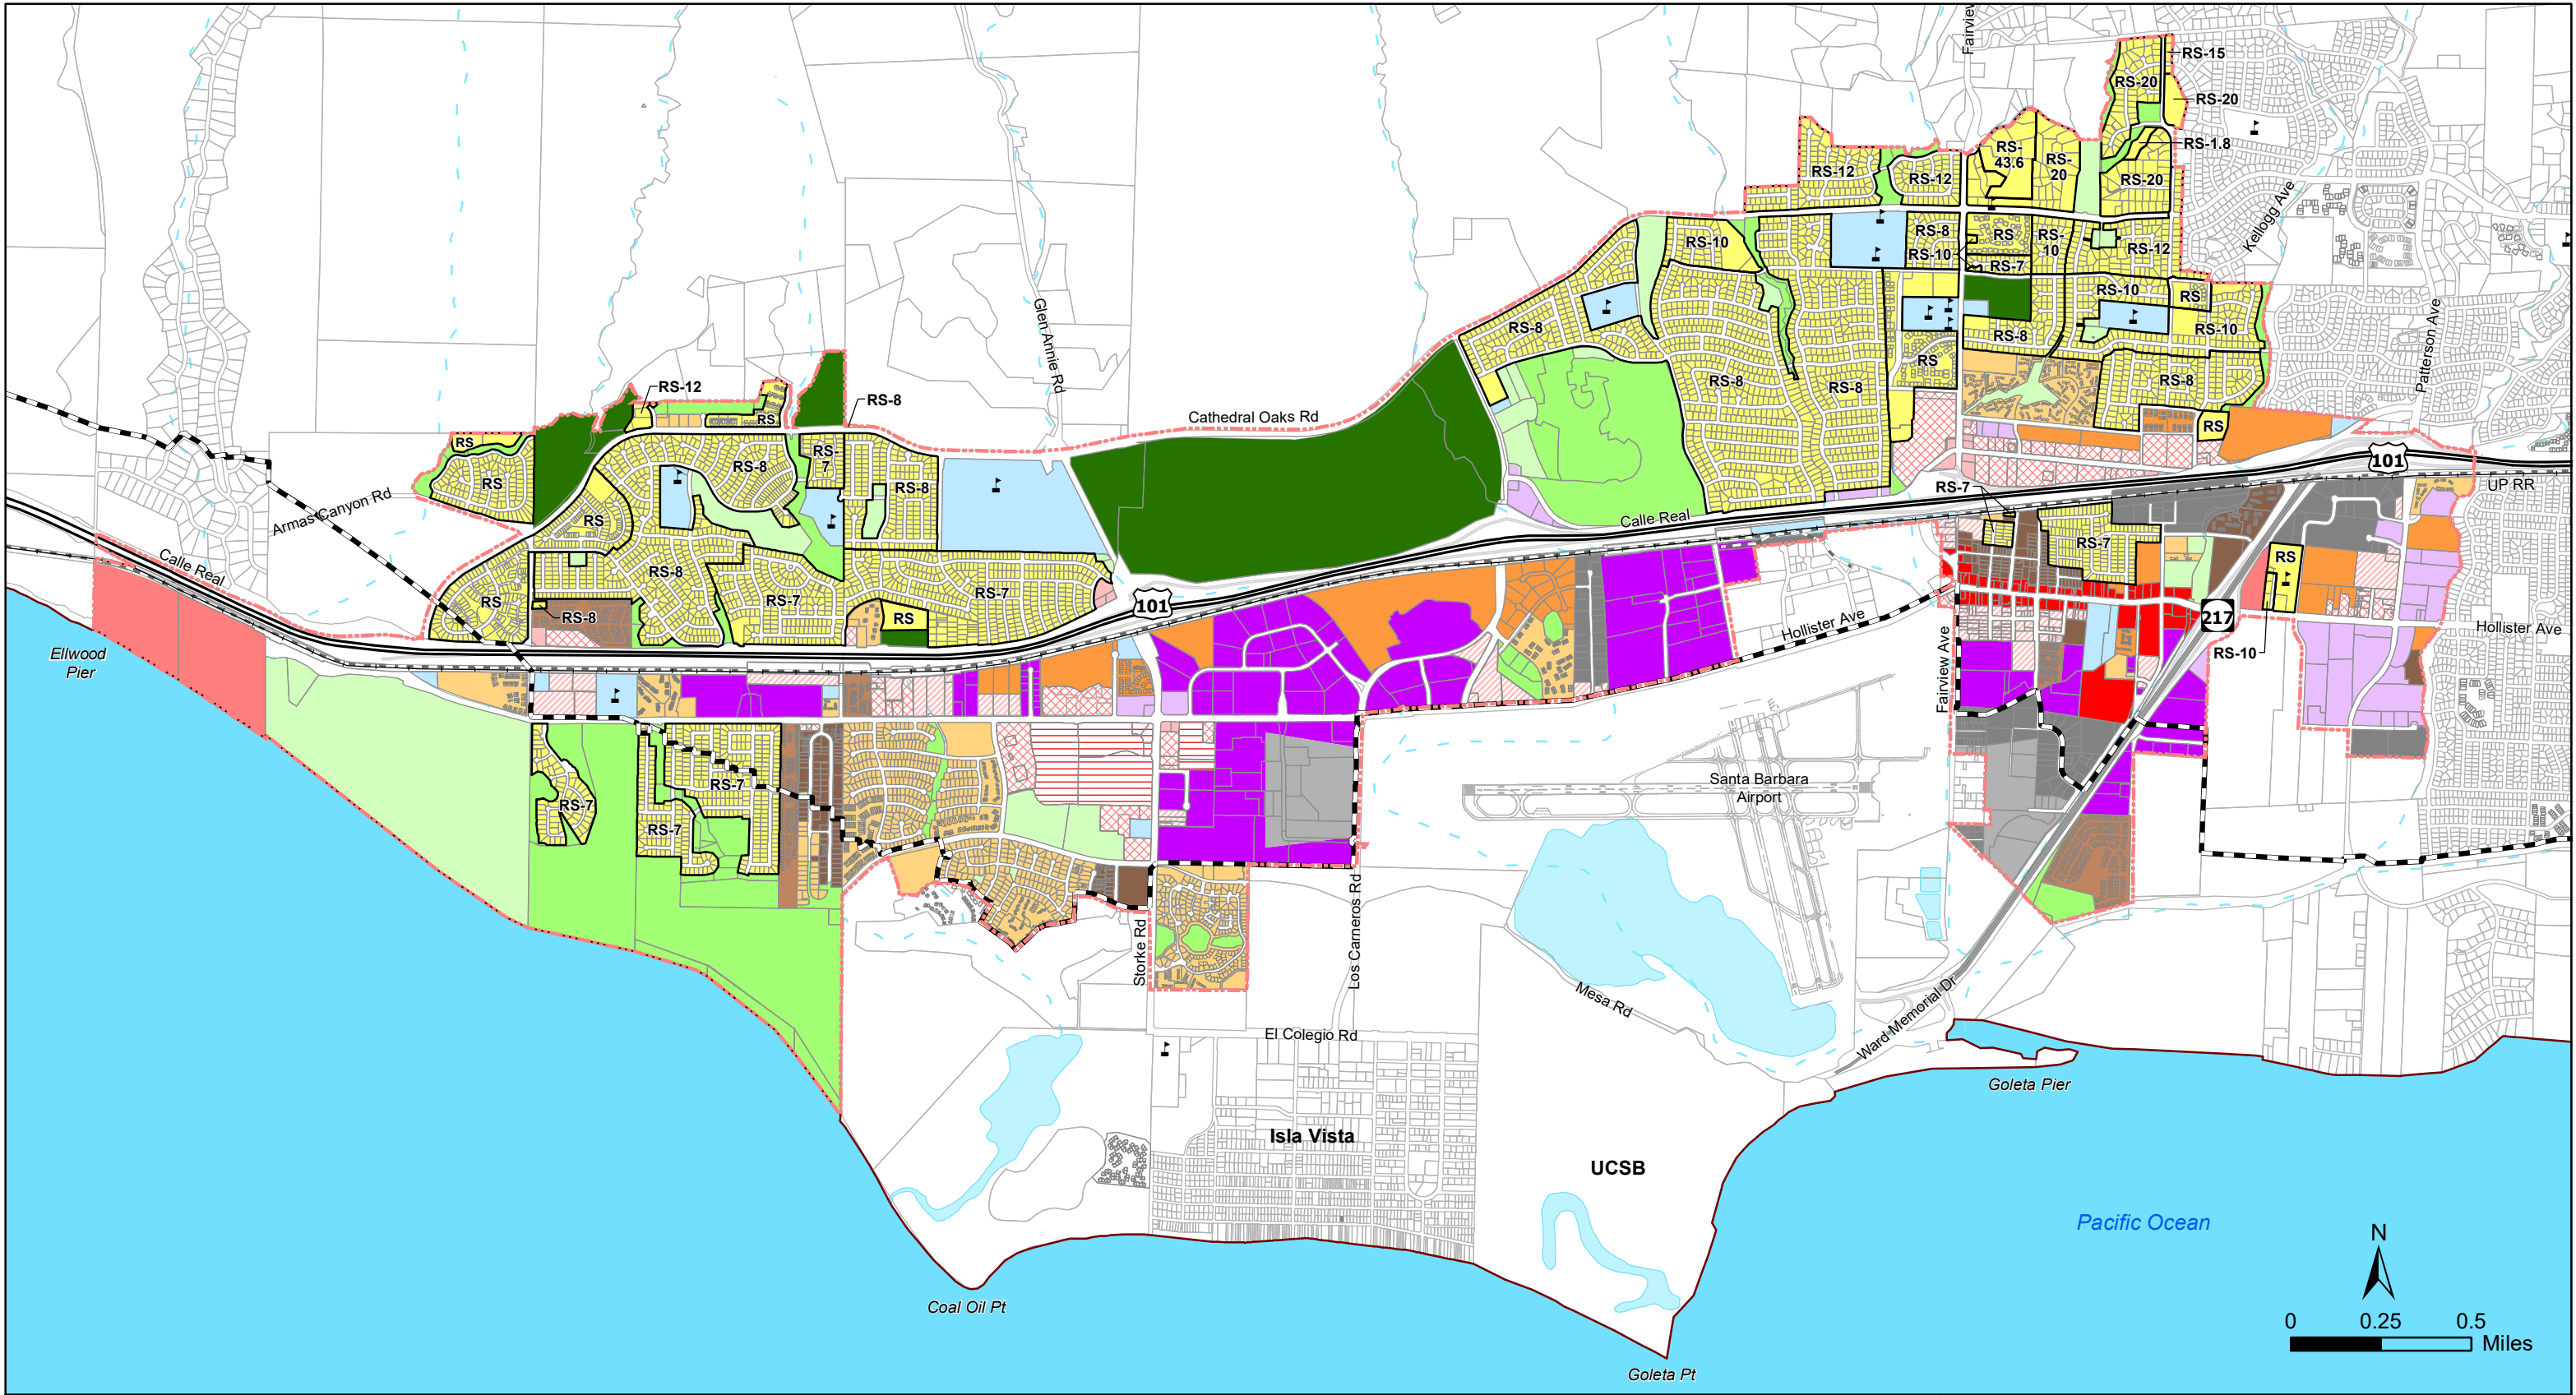 Fairview
RS-15
RS-20
RS-20
RS-1.8
RS-
43.6
RS-
20
RS-12
RS-12
RS-20
Kellogg Ave
RS-10
RS-8
RS
RS-
10
RS-12
RS-10
RS-7
RS-10
RS
Glen Annie Rd
RS-8
RS-8
RS-10
Patterson Ave
RS
RS-8
RS-8
RS-8
RS-12
RS-8
Cathedral Oaks Rd
RS
RS
RS
101
RS-
7
RS-8
RS
RS-8
UP RR
RS-7
Armas Canyon Rd
RS
Calle Real
RS-7
RS
Calle Real
RS-8
RS-7
RS-7
RS
101
217
RS-8
RS
Hollister Ave
Hollister Ave
Ellwood
Pier
Fairview Ave
RS-10
RS-7
RS-7
RS-7
Santa Barbara
Airport
Storke Rd
Los Carneros Rd
Mesa Rd
Ward Memorial Dr
El Colegio Rd
Goleta Pier
Isla Vista
UCSB
Pacific Ocean
N
Coal Oil Pt
0 0.25 0.5
Miles
Goleta Pt